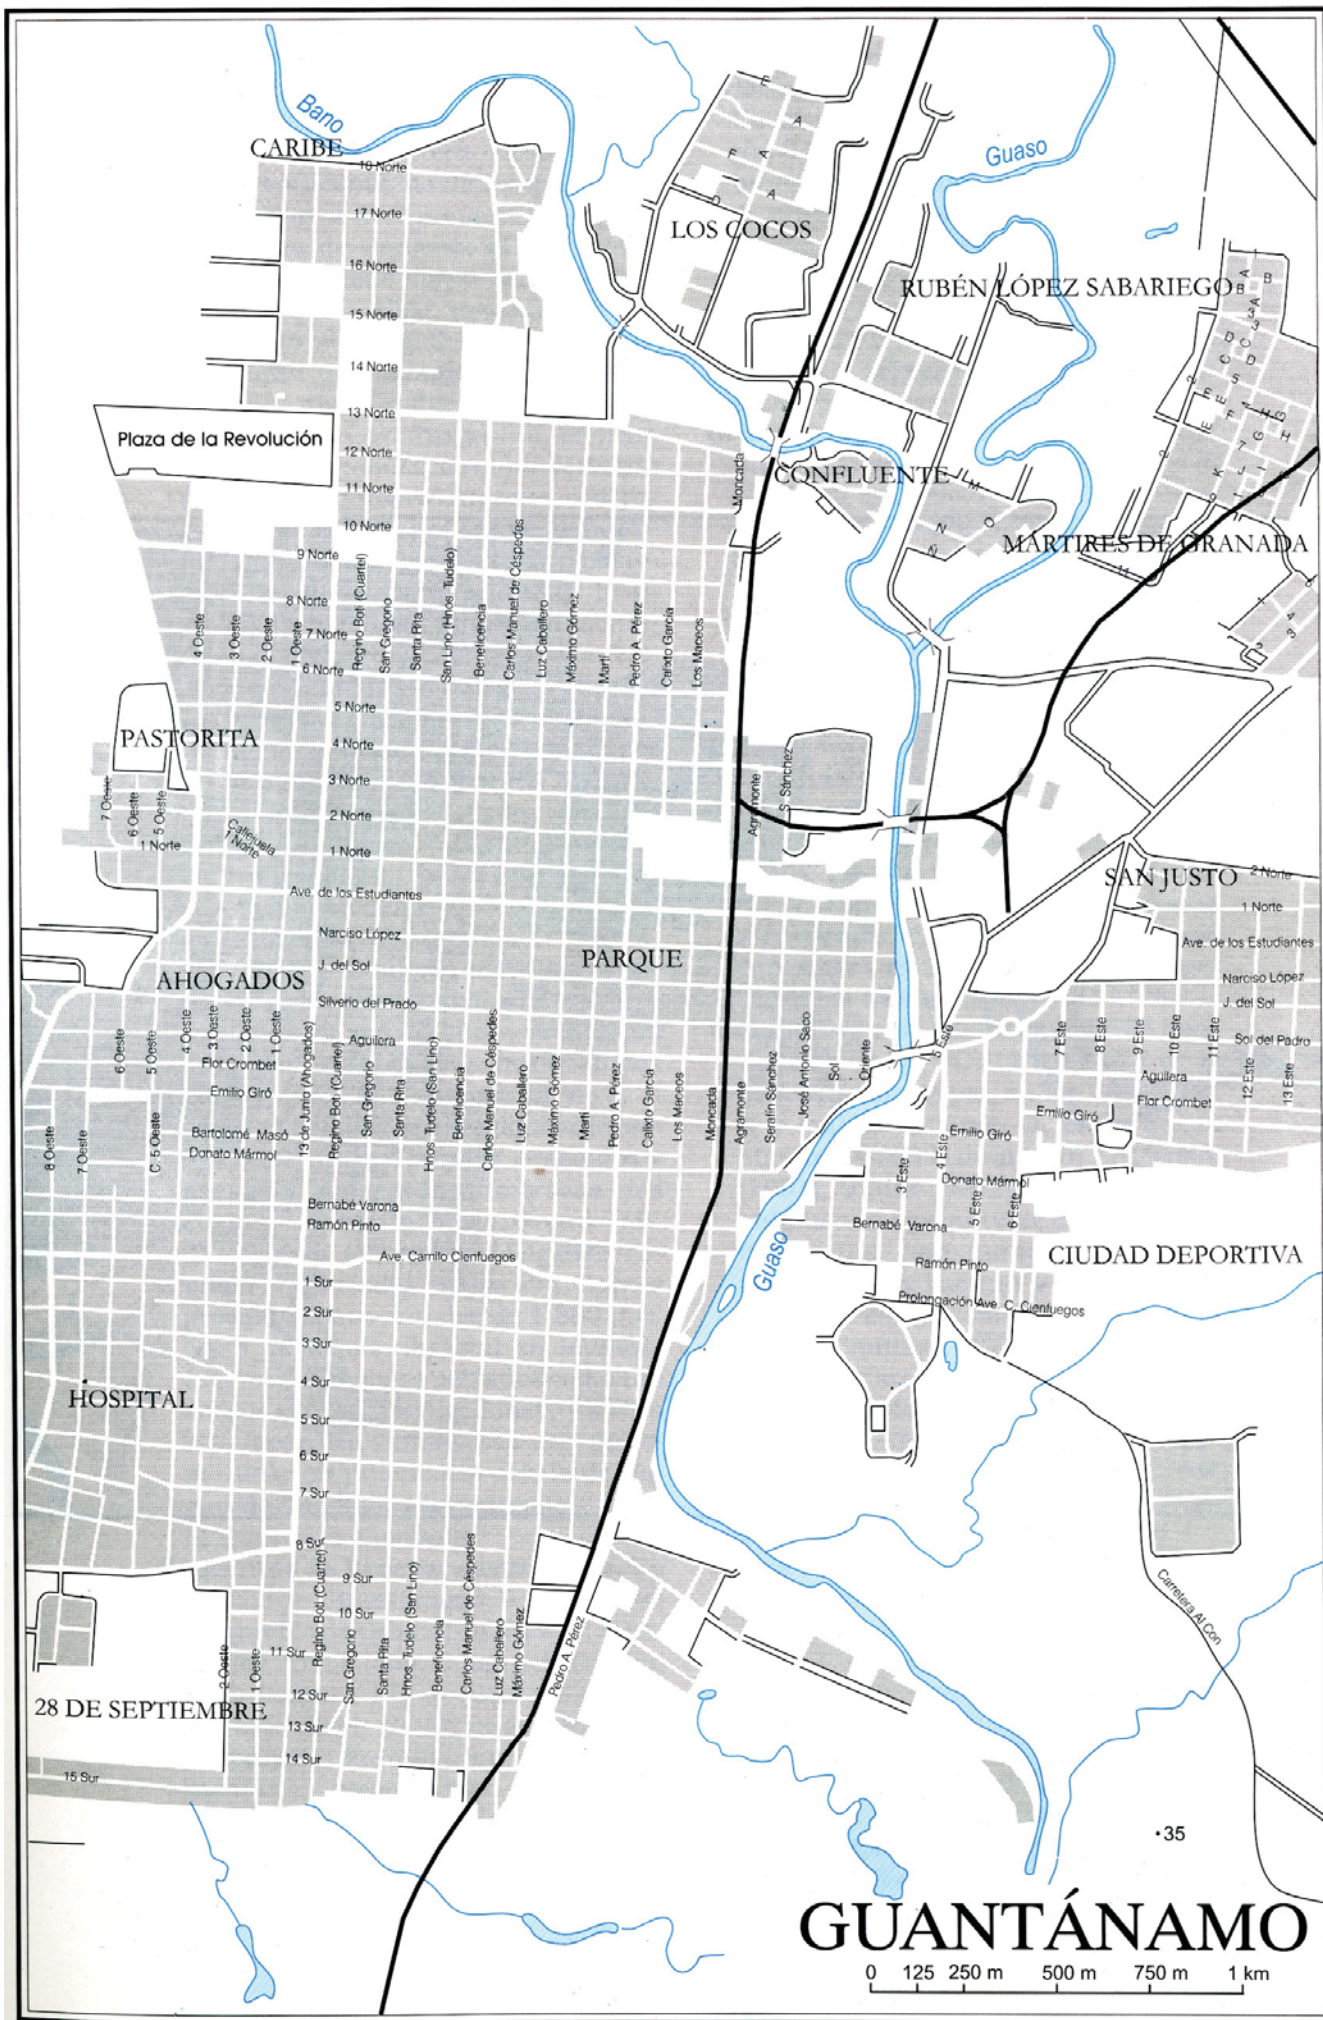 Bano
CARIBE
18 Norte
17 Norte
16 Norte
15 Norte
14 Norte
13 Norte
12 Norte
11 Norte
10 Norte
9 Norte
8 Norte
7 Norte
6 Norte
5 Norte
4 Norte
3 Norte
2 Norte
1 Norte
Plaza de la Revolución
LOS COCOS
Guaso
RUBÉN LÓPEZ SABARIEGO
CONFLUENTE
MÁRTIRES DE GRANADA
Moncada
4 Oeste
3 Oeste
2 Oeste
1 Oeste
Regino Boti (Cuartel)
San Gregorio
Santa Rita
San Lino (Hnos. Tudelo)
Beneficencia
Carlos Manuel de Céspedes
Luz Caballero
Máximo Gómez
Martí
Pedro A. Pérez
Calixto García
Los Maceos
PASTORITA
7 Oeste
6 Oeste
5 Oeste
1 Norte
Callejuela
1 Norte
Agramonte
S. Sánchez
Ave. de los Estudiantes
Narciso López
J. del Sol
Silverio del Prado
Aguilera
PARQUE
AHOGADOS
SAN JUSTO
2 Norte
1 Norte
Ave. de los Estudiantes
Narciso López
J. del Sol
Sol del Padro
Aguilera
Flor Crombet
Emilio Giró
Emilio Giró
5 Este
7 Este
8 Este
9 Este
10 Este
11 Este
12 Este
13 Este
6 Oeste
5 Oeste
4 Oeste
3 Oeste
2 Oeste
1 Oeste
Flor Crombet
Emilio Giró
Bartolomé Masó
Donato Mármol
8 Oeste
7 Oeste
C. 5 Oeste
13 de Junio (Ahogados)
Regino Boti (Cuartel)
San Gregorio
Santa Rita
Hnos. Tudelo (San Lino)
Beneficencia
Carlos Manuel de Céspedes
Luz Caballero
Máximo Gómez
Martí
Pedro A. Pérez
Calixto García
Los Maceos
Moncada
Agramonte
Serafín Sánchez
José Antonio Saco
Sol
Oriente
3 Este
4 Este
5 Este
6 Este
Donato Mármol
Bernabé Varona
Ramón Pinto
Prolongación Ave. C. Cienfuegos
CIUDAD DEPORTIVA
Guaso
Bernabé Varona
Ramón Pinto
Ave. Camilo Cienfuegos
1 Sur
2 Sur
3 Sur
4 Sur
5 Sur
6 Sur
7 Sur
8 Sur
9 Sur
10 Sur
11 Sur
12 Sur
13 Sur
14 Sur
15 Sur
HOSPITAL
28 DE SEPTIEMBRE
2 Oeste
1 Oeste
Regino Boti (Cuartel)
San Gregorio
Santa Rita
Hnos. Tudelo (San Lino)
Beneficencia
Carlos Manuel de Céspedes
Luz Caballero
Máximo Gómez
Pedro A. Pérez
Carretera Al Con
35
GUANTÁNAMO
0 125 250 m 500 m 750 m 1 km